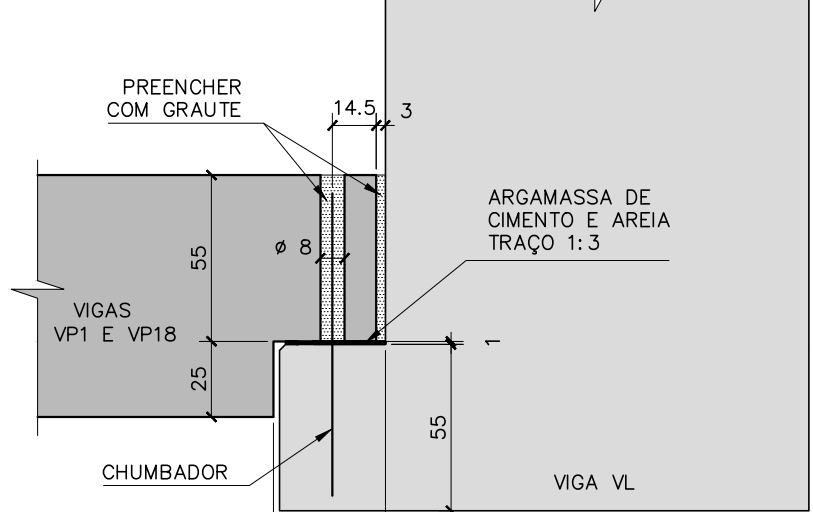 PREENCHER
COM GRAUTE
14.5 3
ARGAMASSA DE
CIMENTO E AREIA
TRAÇO 1:3
ø 8
55
VIGAS
VP1 E VP18
1
25
55
CHUMBADOR
VIGA VL